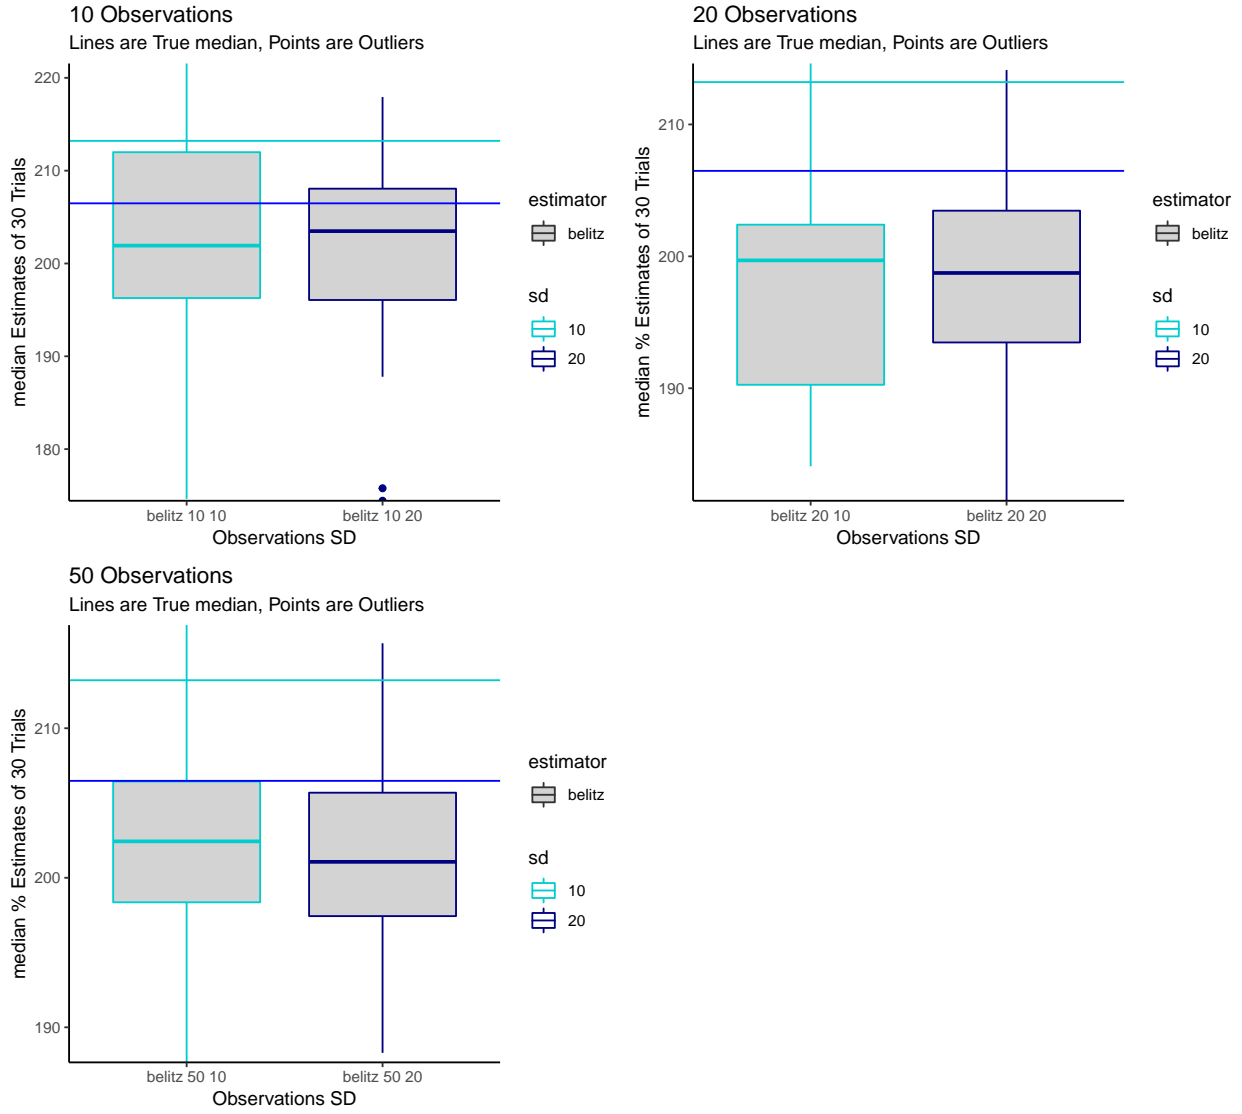 10 Observations
Lines are True median, Points are Outliers
median Estimates of 30 Trials
220
210
200
190
180
belitz 10 10
belitz 10 20
Observations SD
estimator
belitz
sd
10
20
20 Observations
Lines are True median, Points are Outliers
median % Estimates of 30 Trials
210
200
190
belitz 20 10
belitz 20 20
Observations SD
estimator
belitz
sd
10
20
50 Observations
Lines are True median, Points are Outliers
median % Estimates of 30 Trials
210
200
190
belitz 50 10
belitz 50 20
Observations SD
estimator
belitz
sd
10
20